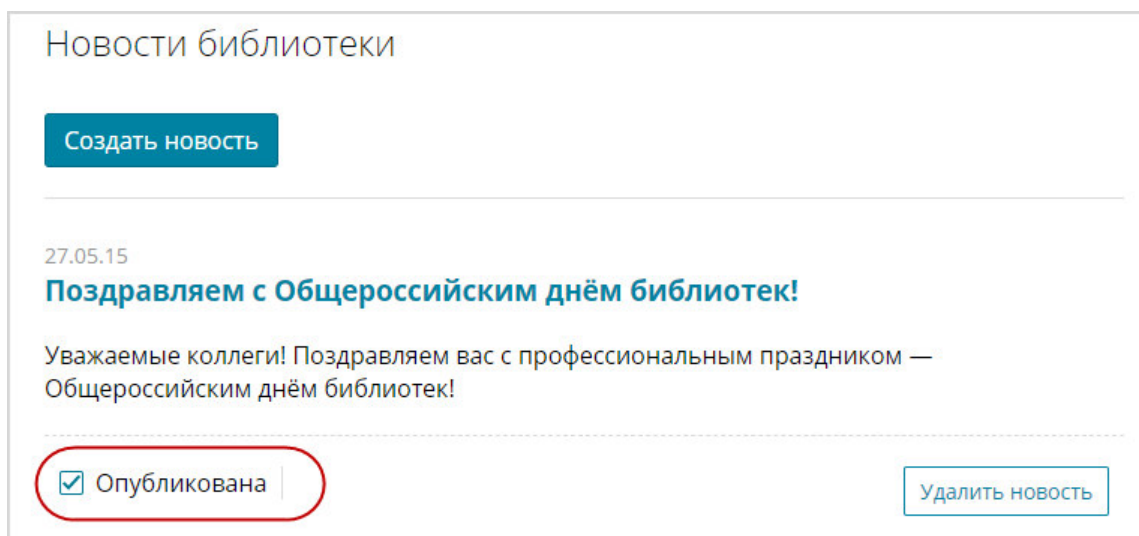 Новости библиотеки
Создать новость
27.05.15
Поздравляем с Общероссийским днём библиотек!
Уважаемые коллеги! Поздравляем вас с профессиональным праздником —
Общероссийским днём библиотек!
Опубликована
Удалить новость